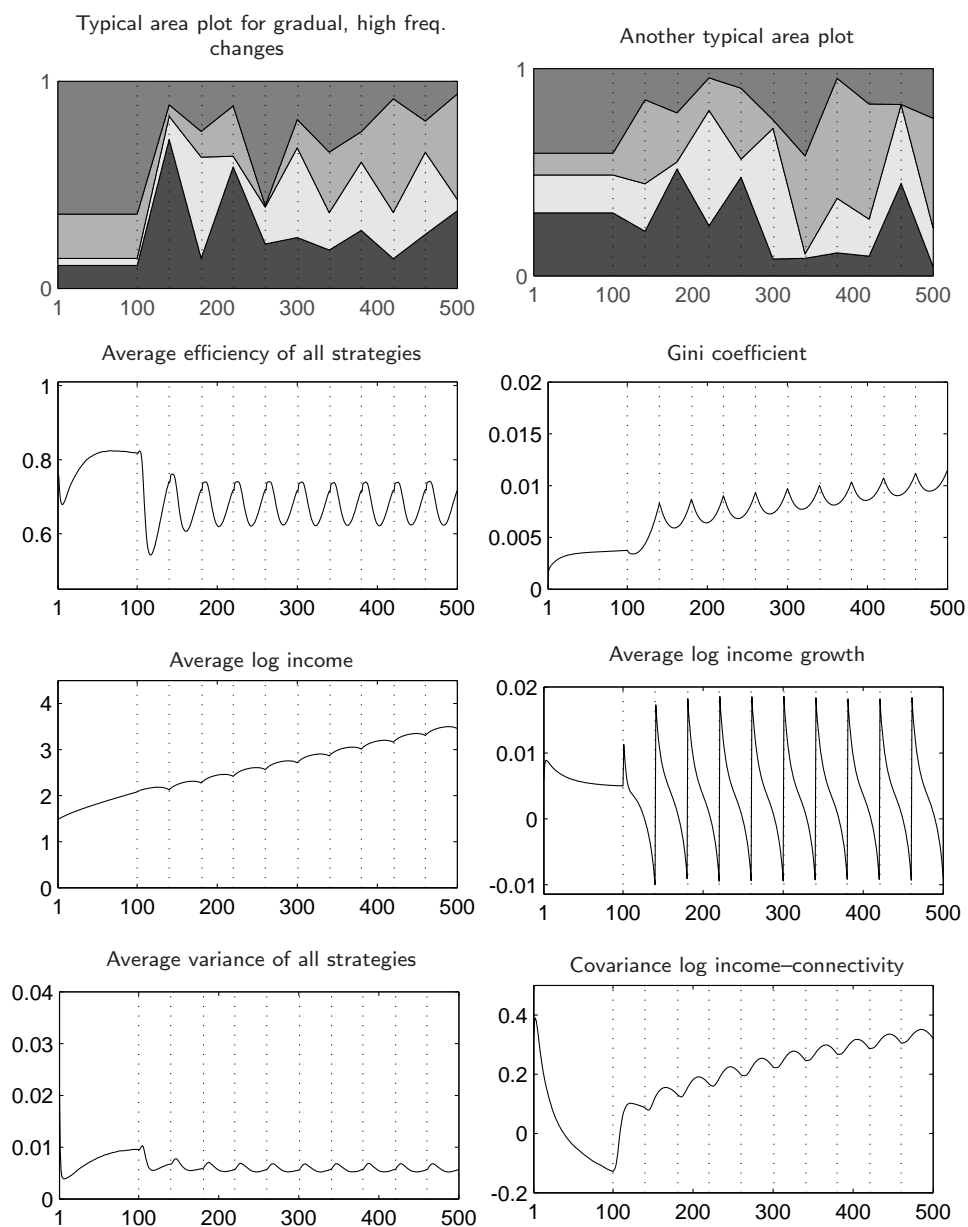 Typical area plot for gradual, high freq.
changes
1
0
1 100 200 300 400 500
Another typical area plot
1
0
1 100 200 300 400 500
Average efficiency of all strategies
1
0.8
0.6
1 100 200 300 400 500
Gini coefficient
0.02
0.015
0.010
0.005
0
1 100 200 300 400 500
Average log income
4
3
2
1
0
1 100 200 300 400 500
Average log income growth
0.02
0.01
0
-0.01
1 100 200 300 400 500
Average variance of all strategies
0.04
0.03
0.02
0.01
0
1 100 200 300 400 500
Covariance log income–connectivity
0.4
0.2
0
-0.2
1 100 200 300 400 500